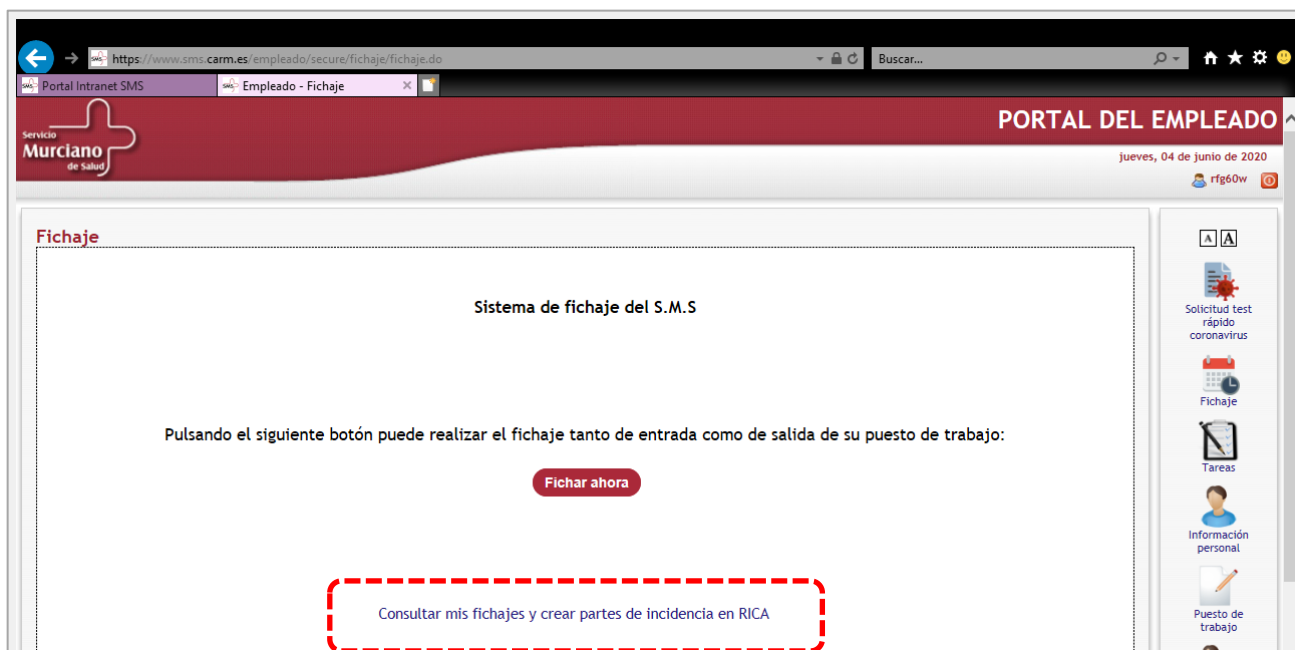 https://www.sms.carm.es/empleado/secure/fichaje/fichaje.do
Buscar...
Portal Intranet SMS
Empleado - Fichaje
Servicio
Murciano
de Salud
PORTAL DEL EMPLEADO
jueves, 04 de junio de 2020
rfg60w
Fichaje
Sistema de fichaje del S.M.S
Pulsando el siguiente botón puede realizar el fichaje tanto de entrada como de salida de su puesto de trabajo:
Fichar ahora
Consultar mis fichajes y crear partes de incidencia en RICA
A A
Solicitud test
rápido
coronavirus
Fichaje
Tareas
Información
personal
Puesto de
trabajo